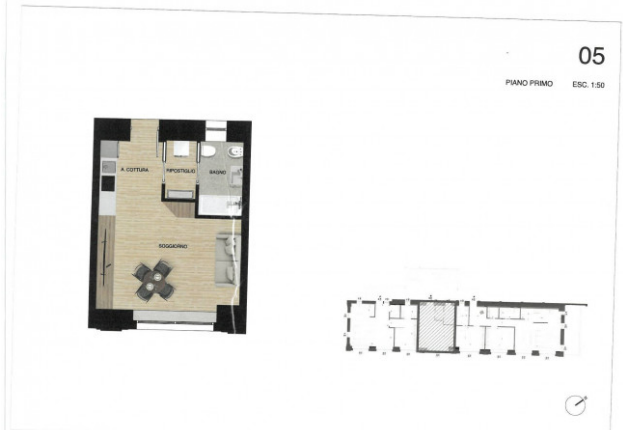 05
PIANO PRIMO ESC. 1:50
A. COTTURA
RIPOSTIGLIO
BAGNO
SOGGIORNO